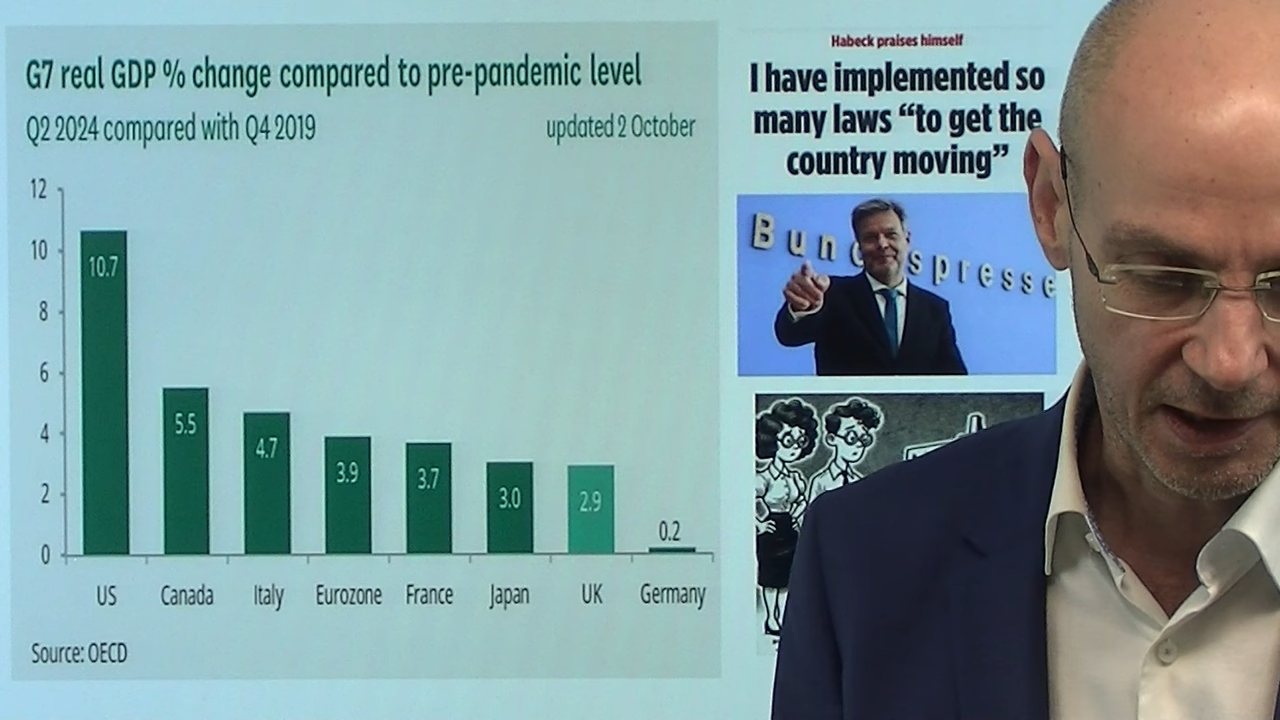 G7 real GDP % change compared to pre-pandemic level
Q2 2024 compared with Q4 2019
updated 2 October
12
10
8
6
4
2
0
10.7
5.5
4.7
3.9
3.7
3.0
2.9
0.2
US
Canada
Italy
Eurozone
France
Japan
UK
Germany
Source: OECD
Habeck praises himself
I have implemented so
many laws “to get the
country moving”
Bun spresse